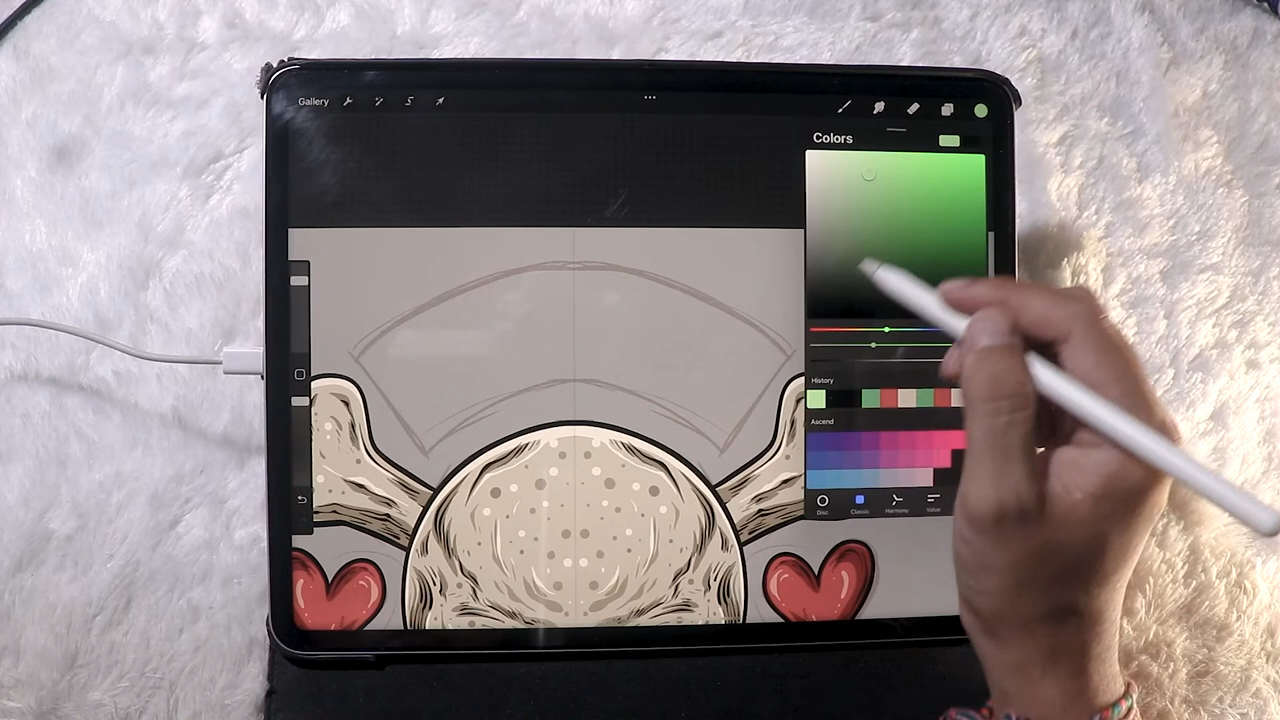 Gallery
Colors
History
Ascend
Disc Classic Harmony Value